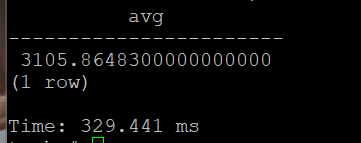 avg
-----------------------
3105.8648300000000000
(1 row)
Time: 329.441 ms